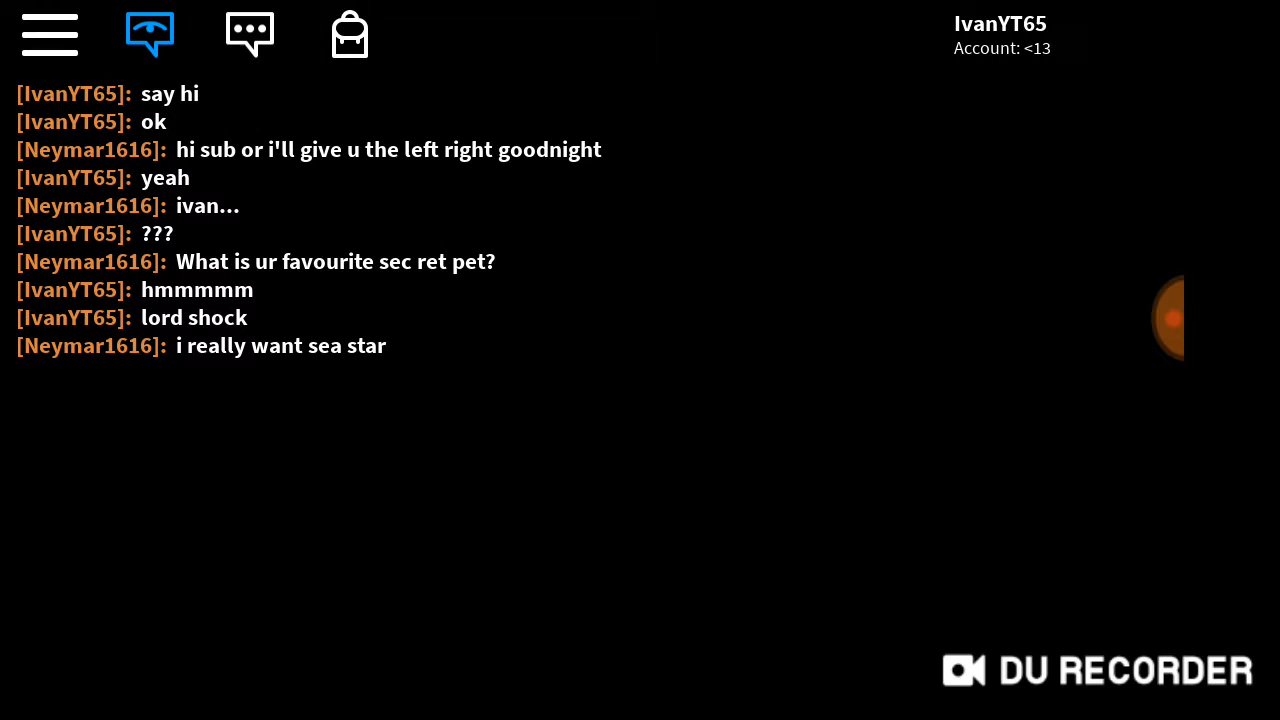 IvanYT65
Account: <13
[IvanYT65]: say hi
[IvanYT65]: ok
[Neymar1616]: hi sub or i'll give u the left right goodnight
[IvanYT65]: yeah
[Neymar1616]: ivan...
[IvanYT65]: ???
[Neymar1616]: What is ur favourite sec ret pet?
[IvanYT65]: hmmmmm
[IvanYT65]: lord shock
[Neymar1616]: i really want sea star
DU RECORDER